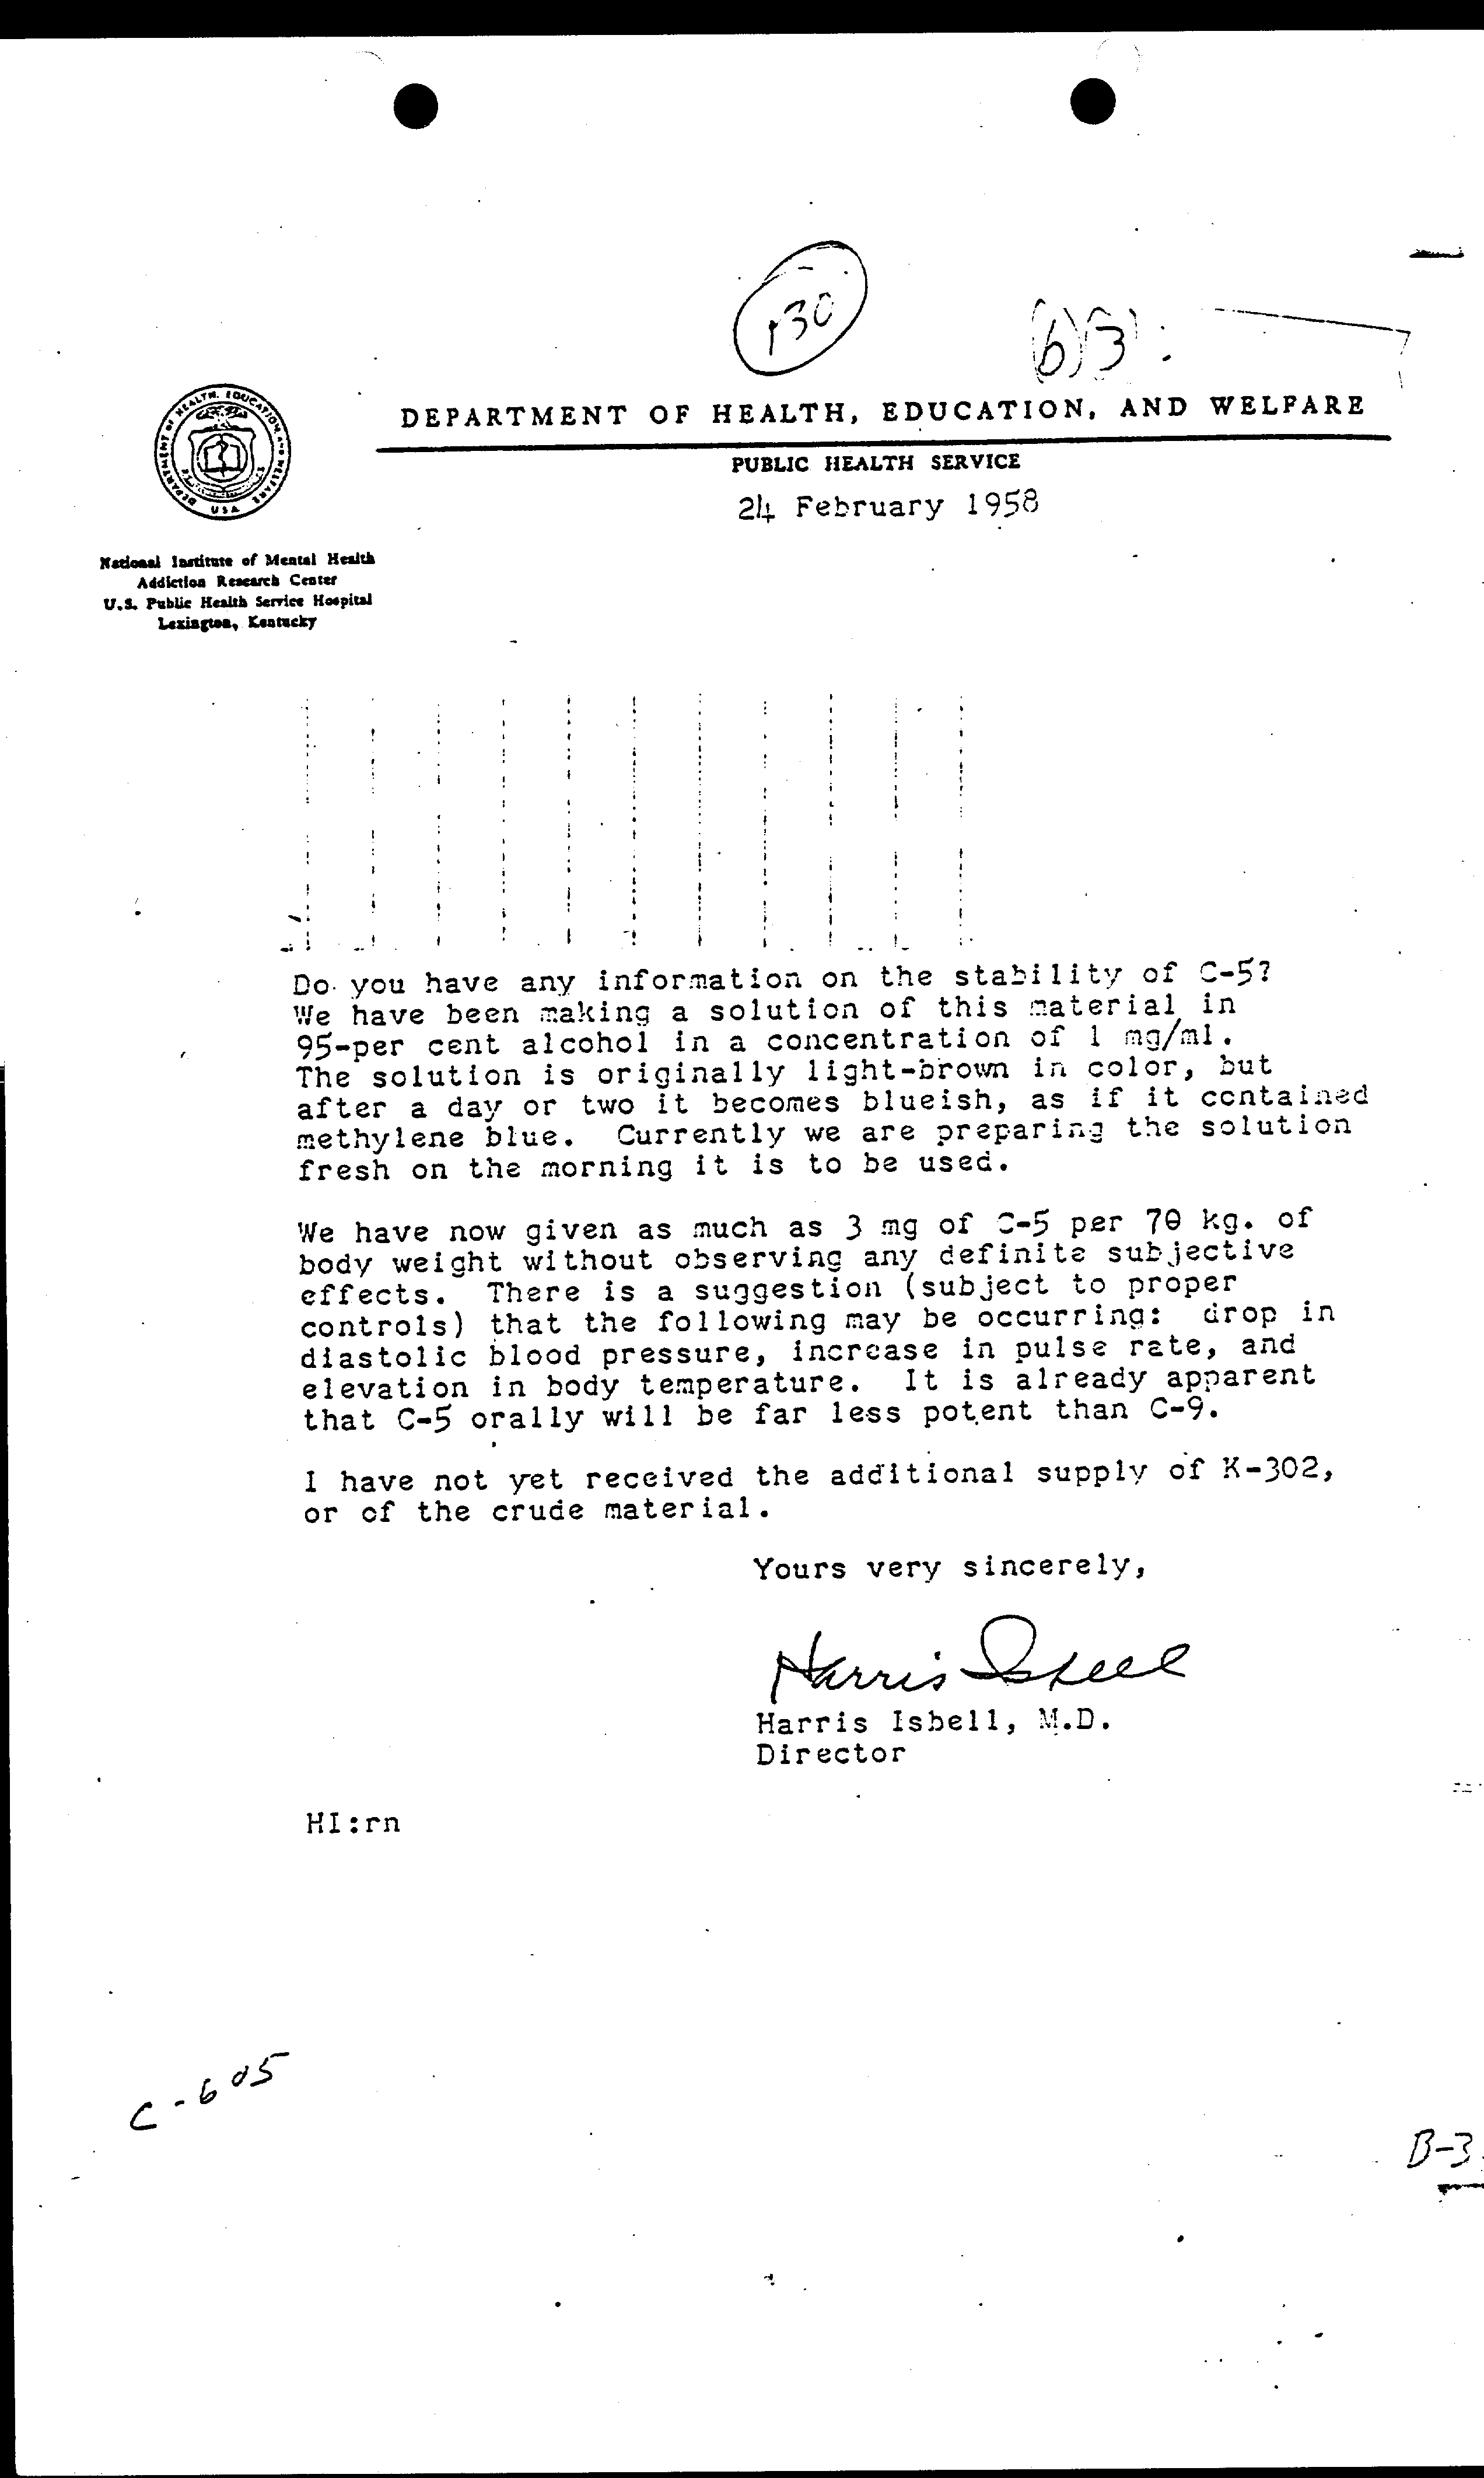 130
(b)(3)
DEPARTMENT OF HEALTH, EDUCATION, AND WELFARE
DEPARTMENT OF HEALTH, EDUCATION, AND WELFARE
USA
PUBLIC HEALTH SERVICE
24 February 1958
National Institute of Mental Health
Addiction Research Center
U.S. Public Health Service Hospital
Lexington, Kentucky
Do you have any information on the stability of C-5?
We have been making a solution of this material in
95-per cent alcohol in a concentration of 1 mg/ml.
The solution is originally light-brown in color, but
after a day or two it becomes blueish, as if it contained
methylene blue. Currently we are preparing the solution
fresh on the morning it is to be used.
We have now given as much as 3 mg of C-5 per 70 kg. of
body weight without observing any definite subjective
effects. There is a suggestion (subject to proper
controls) that the following may be occurring: drop in
diastolic blood pressure, increase in pulse rate, and
elevation in body temperature. It is already apparent
that C-5 orally will be far less potent than C-9.
I have not yet received the additional supply of K-302,
or of the crude material.
Yours very sincerely,
Harris Isbell
Harris Isbell, M.D.
Director
HI:rn
C-605
B-3